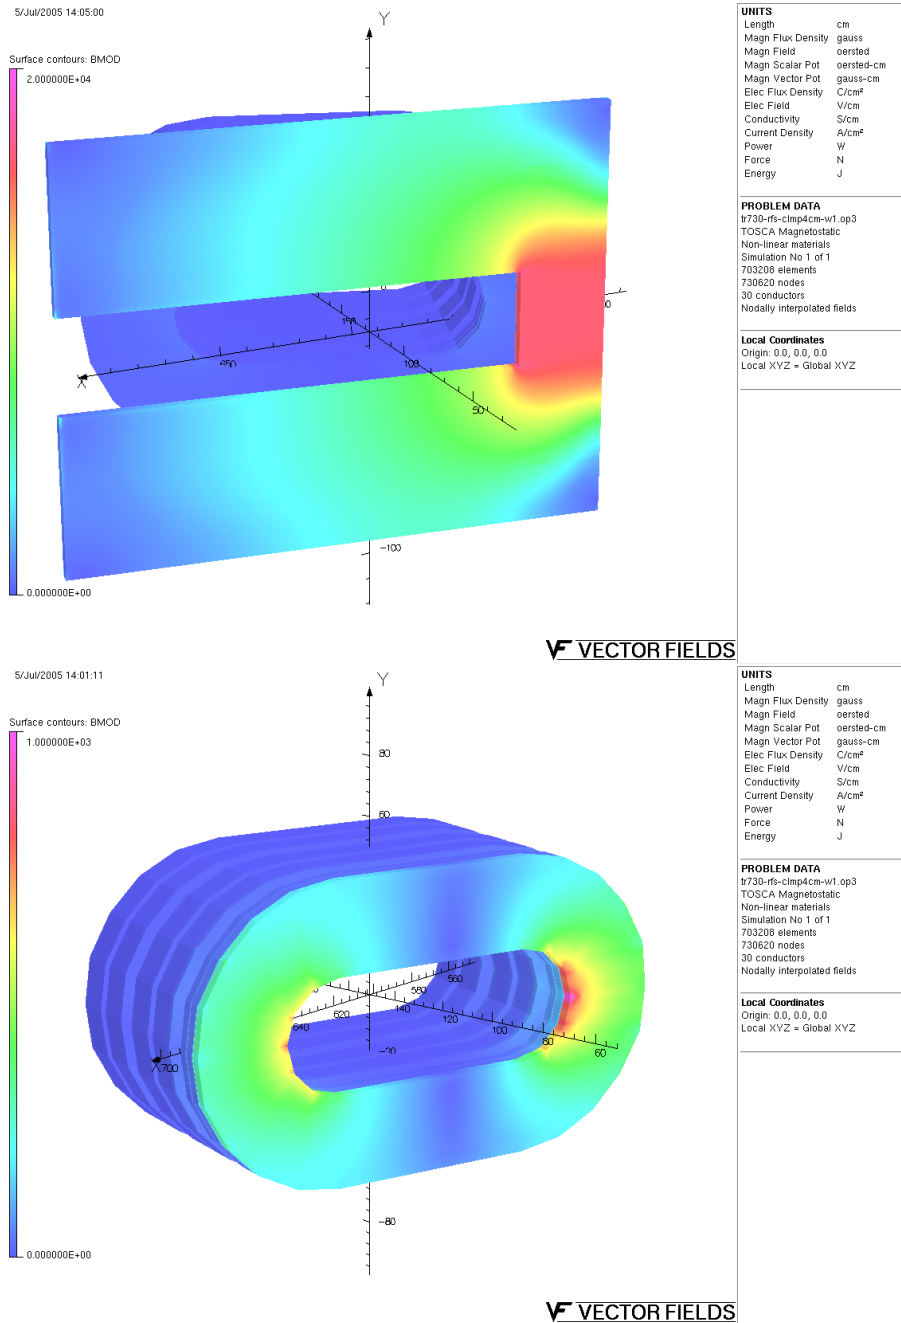 5/Jul/2005 14:05:00
Surface contours: BMOD
2.000000E+04
0.000000E+00
Y
X
150
100
50
-100
UNITS
Length cm
Magn Flux Density gauss
Magn Field oersted
Magn Scalar Pot oersted-cm
Magn Vector Pot gauss-cm
Elec Flux Density C/cm²
Elec Field V/cm
Conductivity S/cm
Current Density A/cm²
Power W
Force N
Energy J
PROBLEM DATA
tr730-rfs-clmp4cm-w1.op3
TOSCA Magnetostatic
Non-linear materials
Simulation No 1 of 1
703208 elements
730620 nodes
30 conductors
Nodally interpolated fields
Local Coordinates
Origin: 0.0, 0.0, 0.0
Local XYZ = Global XYZ
VF VECTOR FIELDS
5/Jul/2005 14:01:11
Surface contours: BMOD
1.000000E+03
0.000000E+00
Y
80
60
560
580
620
640
X700
140
120
100
80
60
-20
-80
UNITS
Length cm
Magn Flux Density gauss
Magn Field oersted
Magn Scalar Pot oersted-cm
Magn Vector Pot gauss-cm
Elec Flux Density C/cm²
Elec Field V/cm
Conductivity S/cm
Current Density A/cm²
Power W
Force N
Energy J
PROBLEM DATA
tr730-rfs-clmp4cm-w1.op3
TOSCA Magnetostatic
Non-linear materials
Simulation No 1 of 1
703208 elements
730620 nodes
30 conductors
Nodally interpolated fields
Local Coordinates
Origin: 0.0, 0.0, 0.0
Local XYZ = Global XYZ
VF VECTOR FIELDS